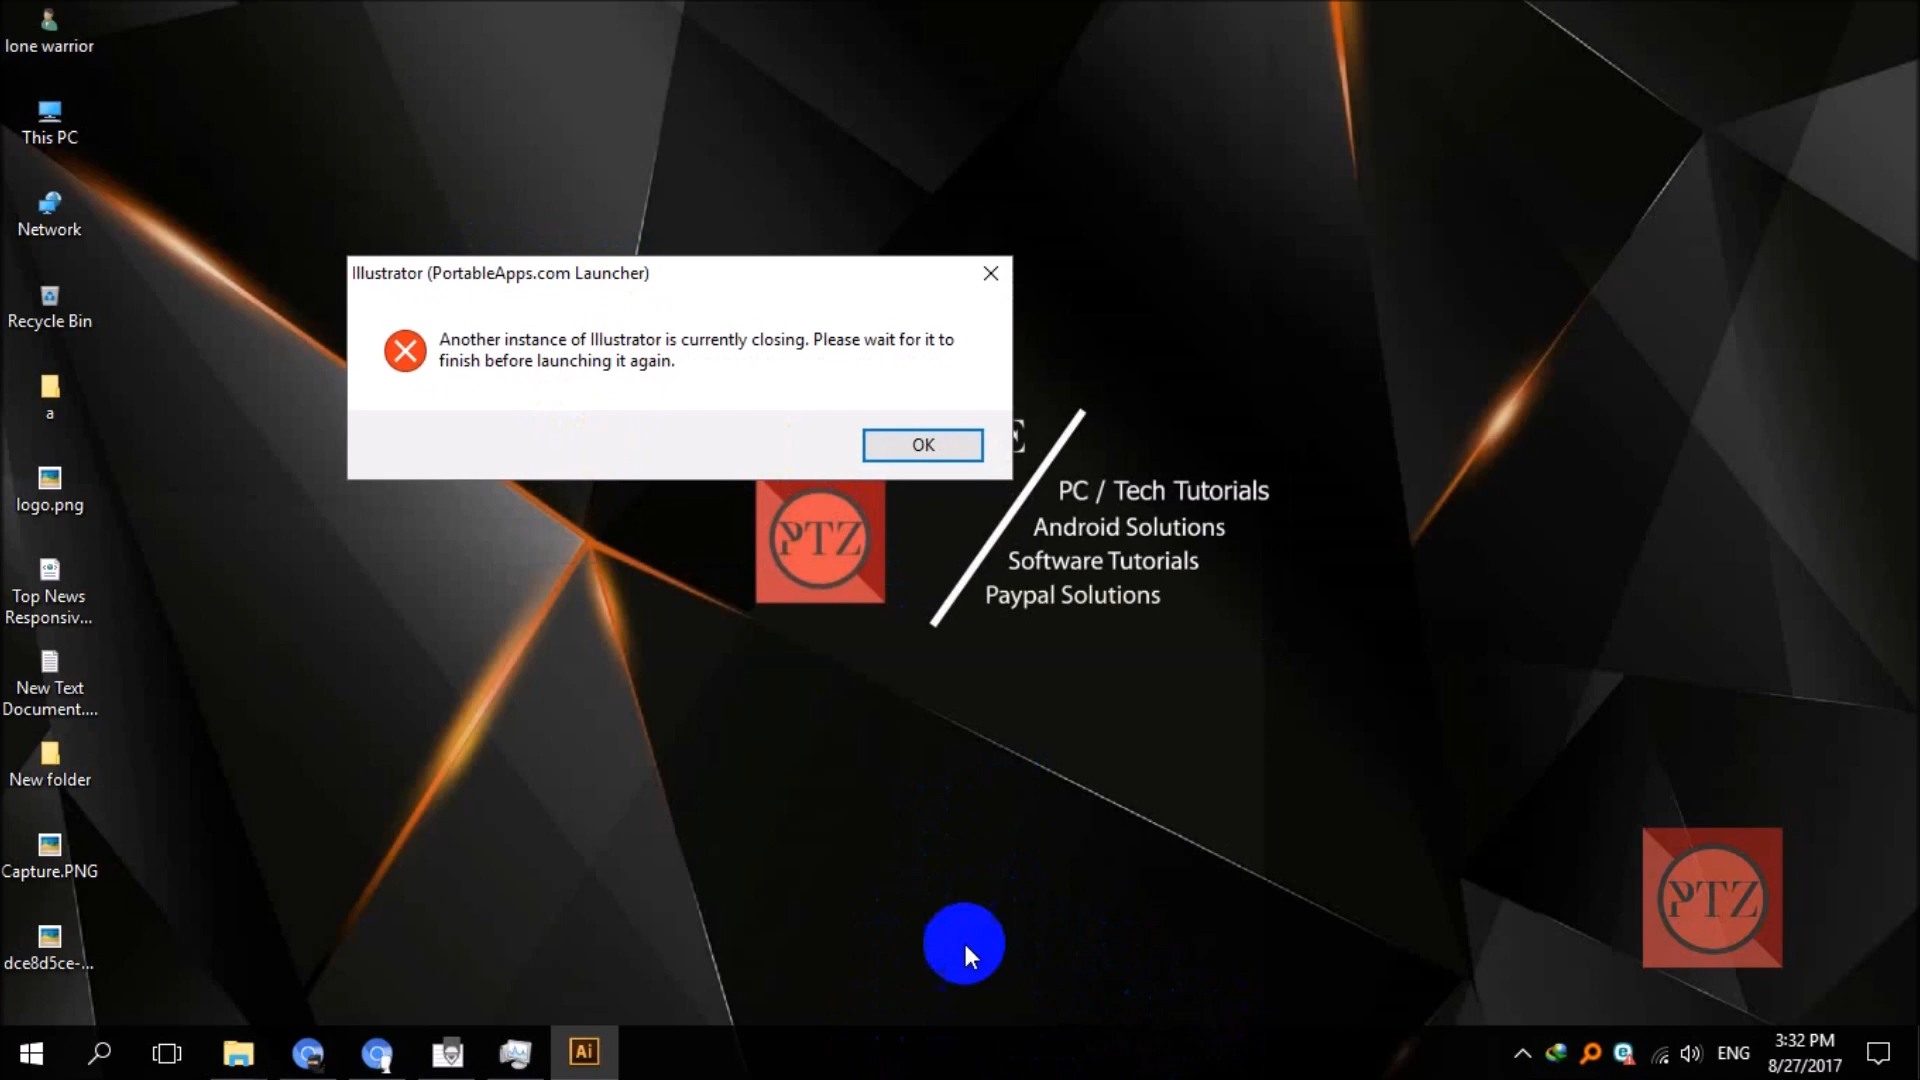 lone warrior
This PC
Network
Recycle Bin
a
logo.png
Top News
Responsiv...
New Text
Document....
New folder
Capture.PNG
dce8d5ce-...
Illustrator (PortableApps.com Launcher)
Another instance of Illustrator is currently closing. Please wait for it to
finish before launching it again.
OK
E
PC / Tech Tutorials
Android Solutions
Software Tutorials
Paypal Solutions
PTZ
PTZ
Ai
ENG
3:32 PM
8/27/2017